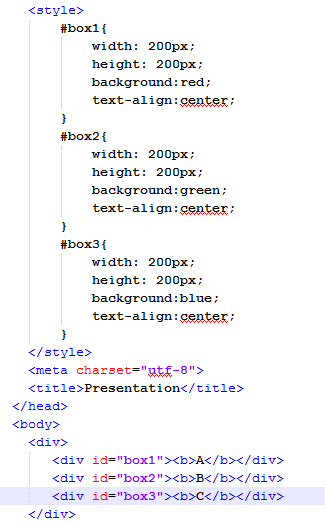 <style>
#box1{
width: 200px;
height: 200px;
background:red;
text-align:center;
}
#box2{
width: 200px;
height: 200px;
background:green;
text-align:center;
}
#box3{
width: 200px;
height: 200px;
background:blue;
text-align:center;
}
</style>
<meta charset="utf-8">
<title>Presentation</title>
</head>
<body>
<div>
<div id="box1"><b>A</b></div>
<div id="box2"><b>B</b></div>
<div id="box3"><b>C</b></div>
</div>